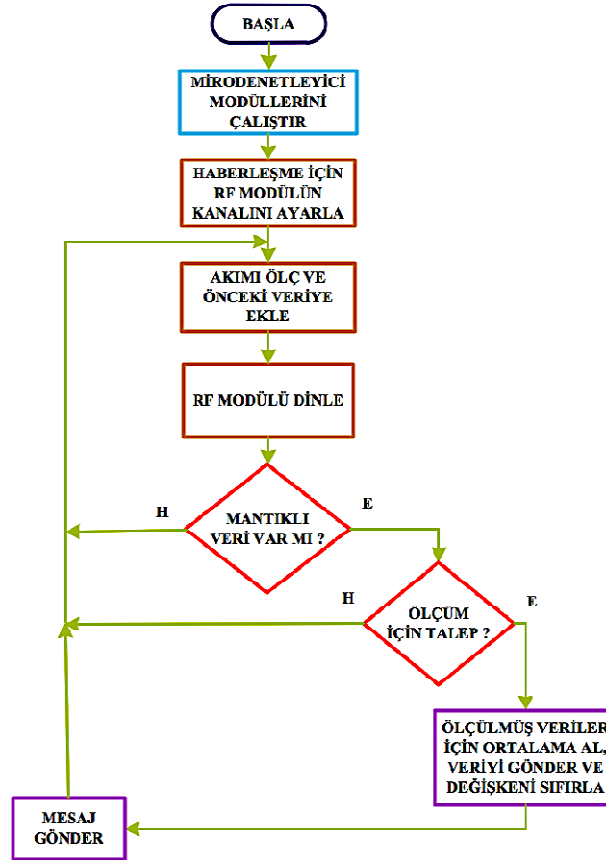 BAŞLA
MİRODENETLEYİCİ
MODÜLLERİNİ
ÇALIŞTIR
HABERLEŞME İÇİN
RF MODÜLÜN
KANALINI AYARLA
AKIMI ÖLÇ VE
ÖNCEKİ VERİYE
EKLE
RF MODÜLÜ DİNLE
H
E
MANTIKLI
VERİ VAR MI ?
H
E
ÖLÇÜM
İÇİN TALEP ?
ÖLÇÜLMÜŞ VERİLER
İÇİN ORTALAMA AL,
VERİYİ GÖNDER VE
DEĞİŞKENİ SIFIRLA
MESAJ
GÖNDER